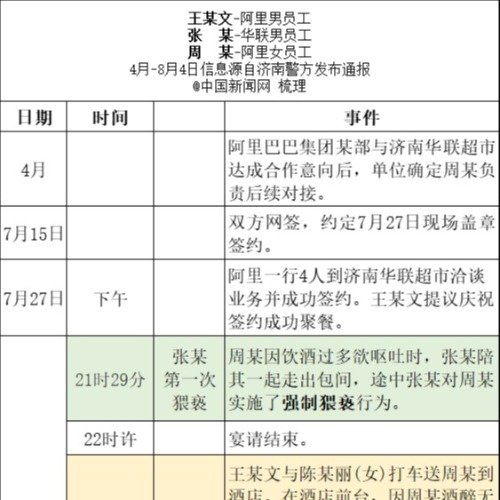 王某文-阿里男员工
张　某-华联男员工
周　某-阿里女员工
4月-8月4日信息源自济南警方发布通报
@中国新闻网 梳理
日期 时间 事件
4月
阿里巴巴集团某部与济南华联超市
达成合作意向后，单位确定周某负
责后续对接。
7月15日
双方网签，约定7月27日现场盖章
签约。
7月27日 下午
阿里一行4人到济南华联超市洽谈
业务并成功签约。王某文提议庆祝
签约成功聚餐。
21时29分
张某
第一次
猥亵
周某因饮酒过多欲呕吐时，张某陪
其一起走出包间，途中张某对周某
实施了强制猥亵行为。
22时许 宴请结束。
王某文与陈某丽(女)打车送周某到
酒店。在酒店前台，因周某酒醉无